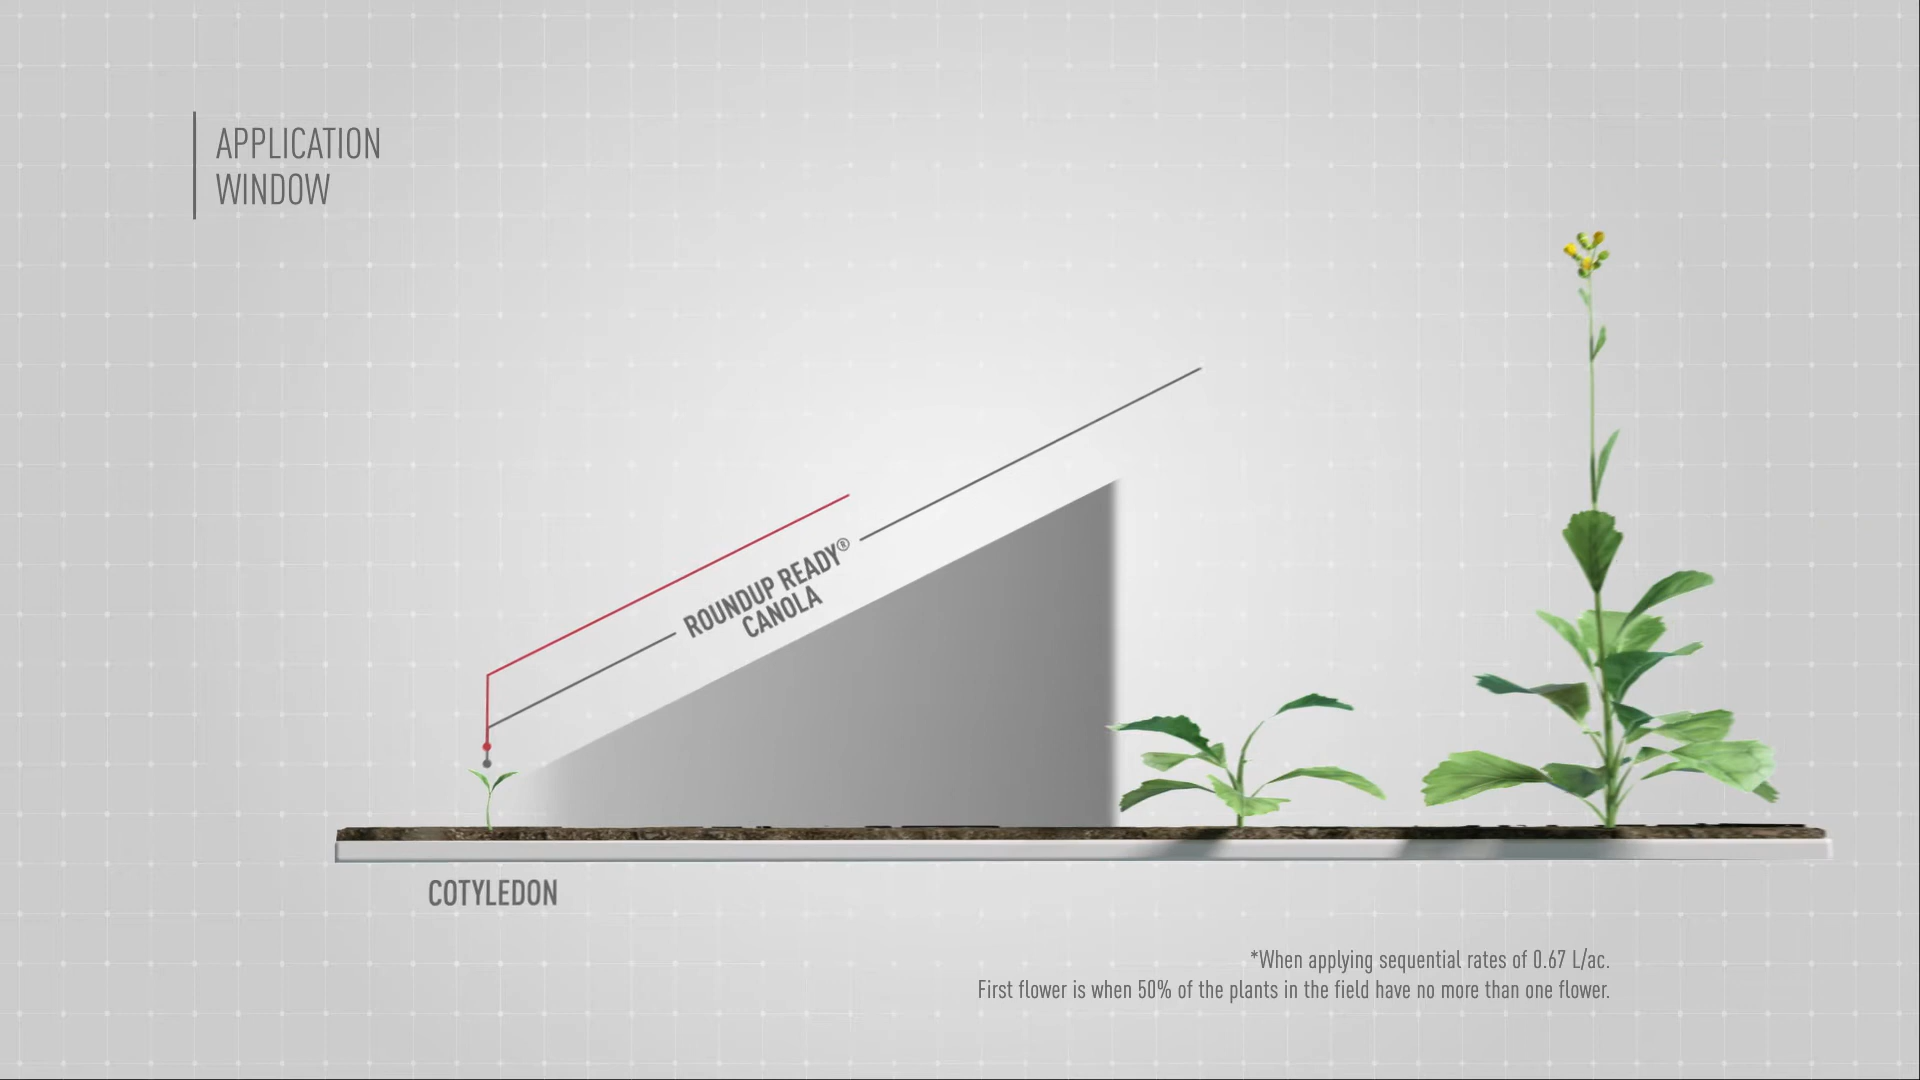 APPLICATION
WINDOW
ROUNDUP READY®
CANOLA
COTYLEDON
*When applying sequential rates of 0.67 L/ac.
First flower is when 50% of the plants in the field have no more than one flower.